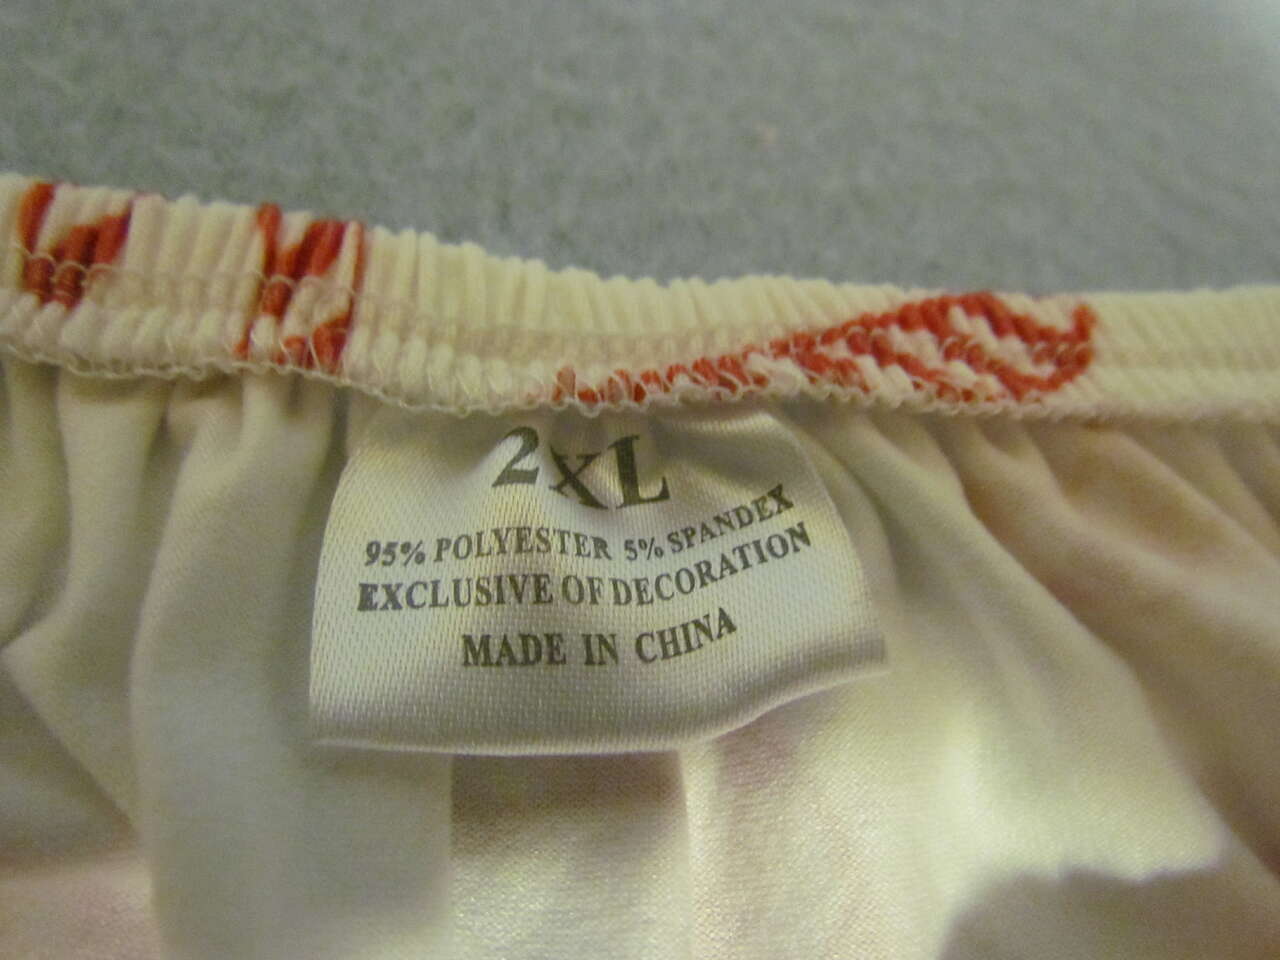 2XL
95% POLYESTER 5% SPANDEX
EXCLUSIVE OF DECORATION
MADE IN CHINA